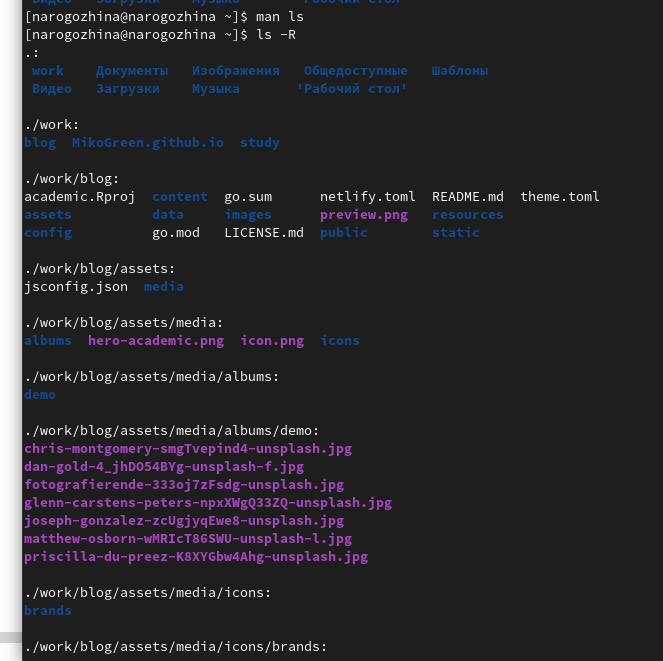 Видео Загрузки Музыка 'Рабочий стол'
[narogozhina@narogozhina ~]$ man ls
[narogozhina@narogozhina ~]$ ls -R
.:
work Документы Изображения Общедоступные Шаблоны
Видео Загрузки Музыка 'Рабочий стол'
./work:
blog MikoGreen.github.io study
./work/blog:
academic.Rproj content go.sum netlify.toml README.md theme.toml
assets data images preview.png resources
config go.mod LICENSE.md public static
./work/blog/assets:
jsconfig.json media
./work/blog/assets/media:
albums hero-academic.png icon.png icons
./work/blog/assets/media/albums:
demo
./work/blog/assets/media/albums/demo:
chris-montgomery-smgTvepind4-unsplash.jpg
dan-gold-4_jhDO54BYg-unsplash-f.jpg
fotografierende-333oj7zFsdg-unsplash.jpg
glenn-carstens-peters-npxXWgQ33ZQ-unsplash.jpg
joseph-gonzalez-zcUgjyqEwe8-unsplash.jpg
matthew-osborn-wMRIcT86SWU-unsplash-l.jpg
priscilla-du-preez-K8XYGbw4Ahg-unsplash.jpg
./work/blog/assets/media/icons:
brands
./work/blog/assets/media/icons/brands: